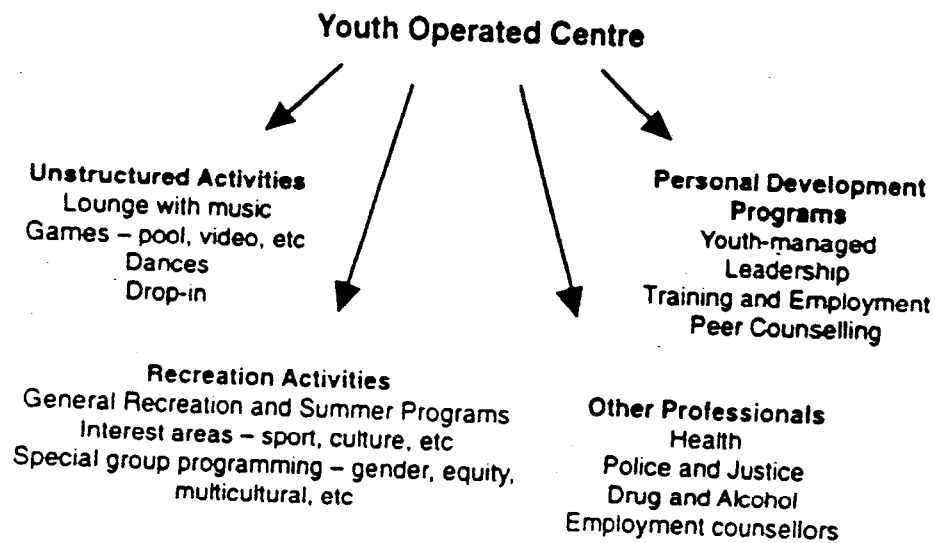 Youth Operated Centre
Unstructured Activities
Lounge with music
Games – pool, video, etc
Dances
Drop-in
Recreation Activities
General Recreation and Summer Programs
Interest areas – sport, culture, etc
Special group programming – gender, equity,
multicultural, etc
Other Professionals
Health
Police and Justice
Drug and Alcohol
Employment counsellors
Personal Development
Programs
Youth-managed
Leadership
Training and Employment
Peer Counselling